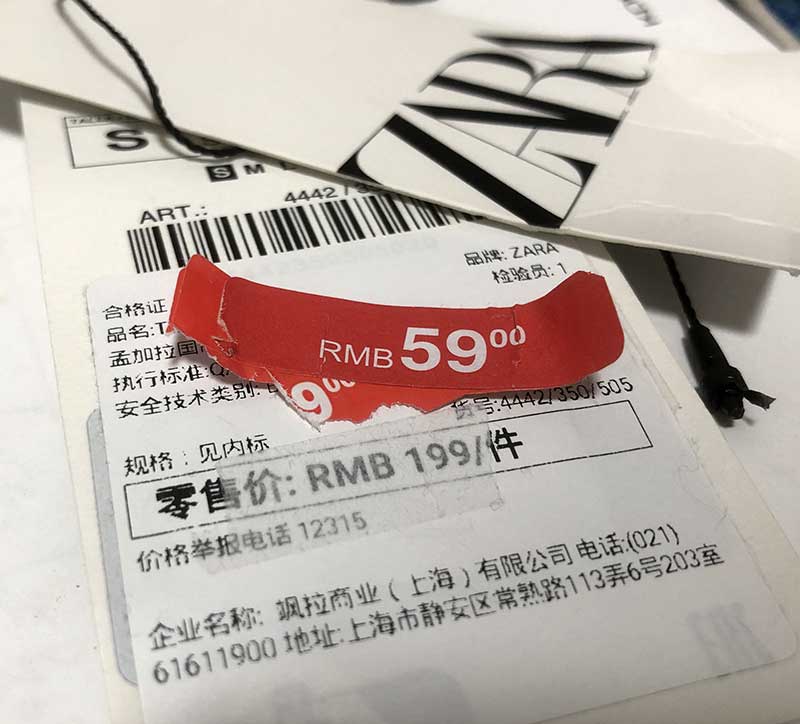 ZARA
S
S M
ART.: 4442/3
品牌: ZARA
检验员: 1
合格证
品名:T
孟加拉国
执行标准:Q
安全技术类别:
RMB 59⁰⁰
9⁰⁰
货号:4442/350/505
规格:见内标
零售价: RMB 199/件
价格举报电话 12315
企业名称: 飒拉商业(上海)有限公司 电话:(021)
61611900 地址:上海市静安区常熟路113弄6号203室